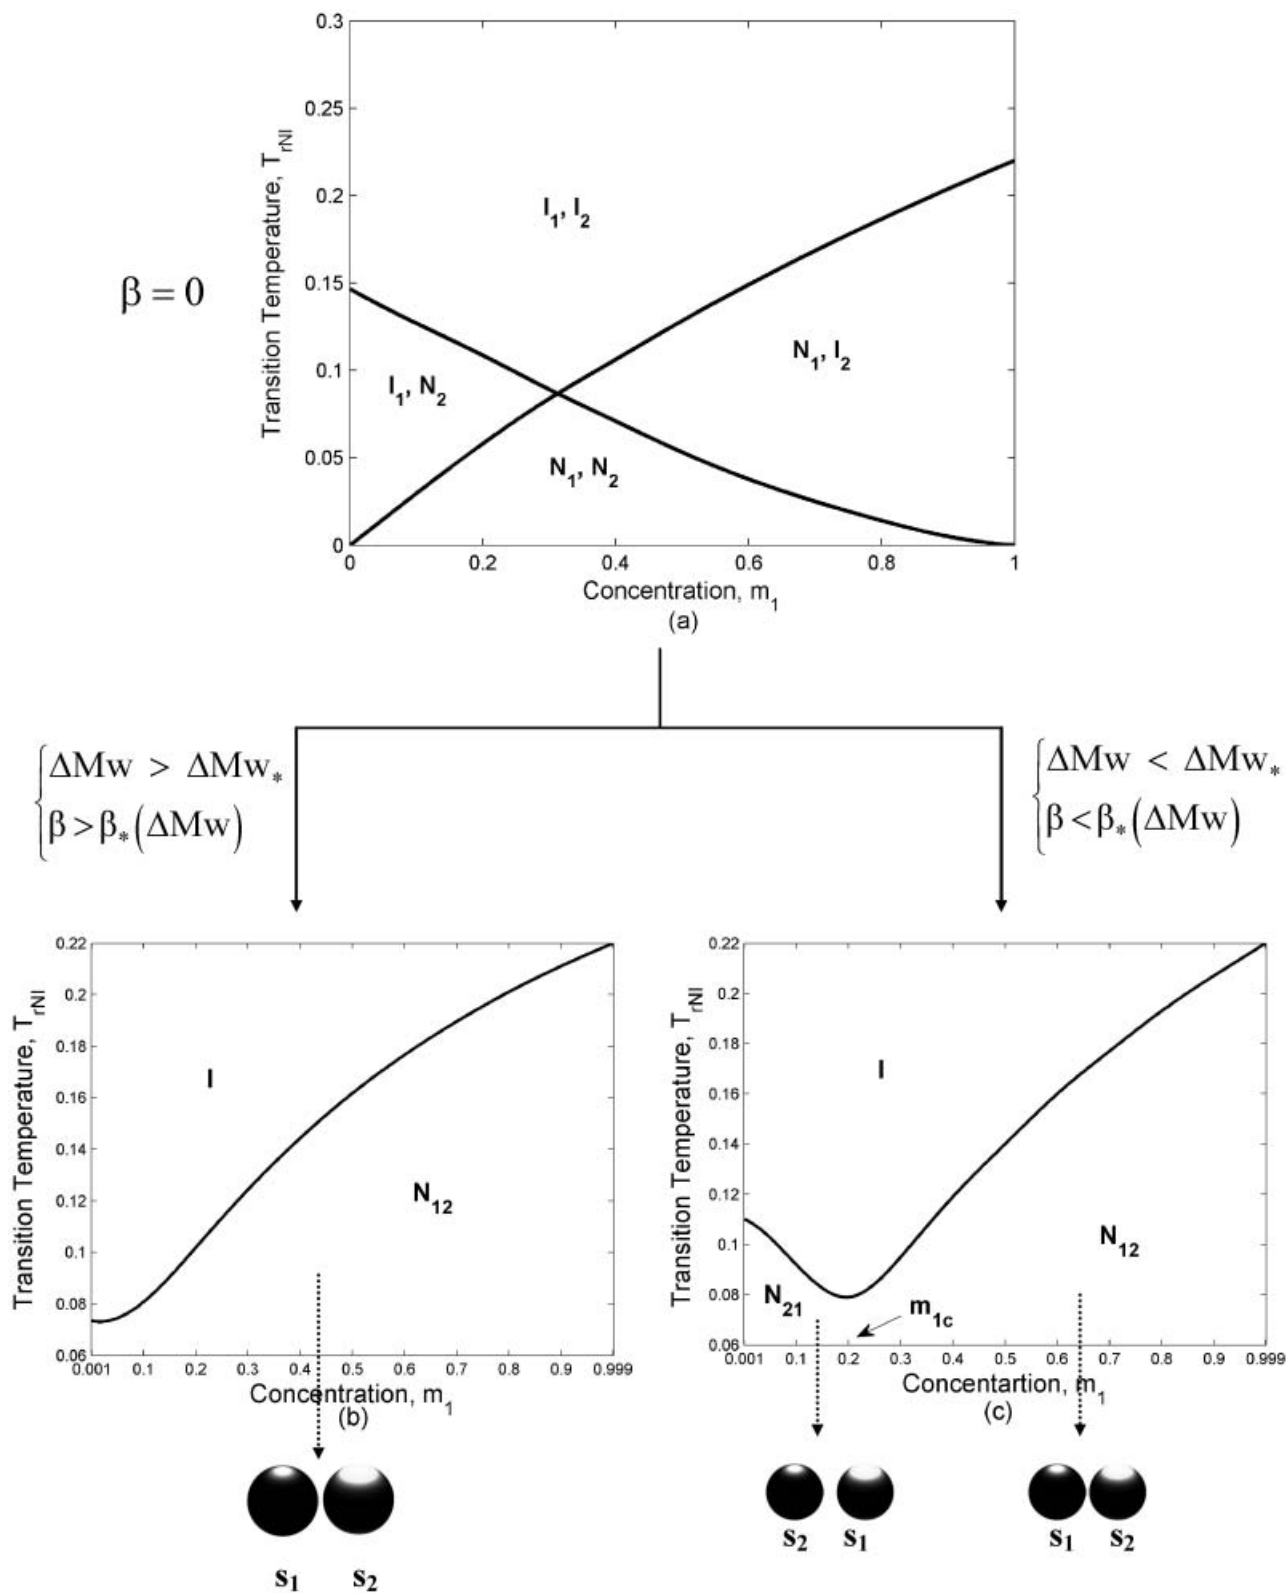 0.3
0.25
0.2
0.15
0.1
0.05
0
Transition Temperature, T_rNI
I_1, I_2
β = 0
N_1, I_2
I_1, N_2
N_1, N_2
0 0.2 0.4 0.6 0.8 1
Concentration, m_1
(a)
ΔMw > ΔMw_*
β > β_*(ΔMw)
ΔMw < ΔMw_*
β < β_*(ΔMw)
0.22
0.2
0.18
0.16
0.14
0.12
0.1
0.08
0.06
Transition Temperature, T_rNI
I
N_12
0.001 0.1 0.2 0.3 0.4 0.5 0.6 0.7 0.8 0.9 0.999
Concentration, m_1
(b)
s_1 s_2
0.22
0.2
0.18
0.16
0.14
0.12
0.1
0.08
0.06
Transition Temperature, T_rNI
I
N_12
N_21
m_1c
0.001 0.1 0.2 0.3 0.4 0.5 0.6 0.7 0.8 0.9 0.999
Concentartion, m_1
(c)
s_2 s_1
s_1 s_2